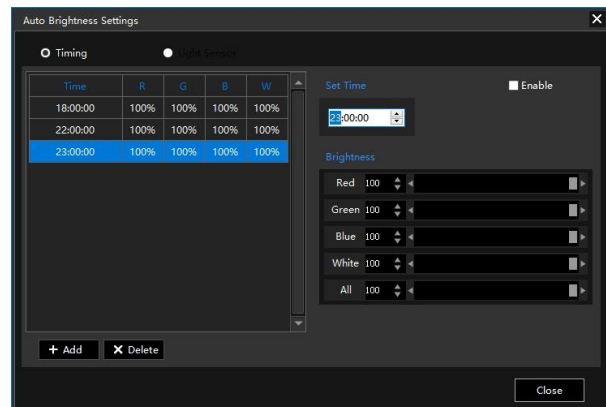 Auto Brightness Settings
Timing Light Sensor
Time R G B W
18:00:00 100% 100% 100% 100%
22:00:00 100% 100% 100% 100%
23:00:00 100% 100% 100% 100%
+ Add X Delete
Set Time Enable
23:00:00
Brightness
Red 100
Green 100
Blue 100
White 100
All 100
Close